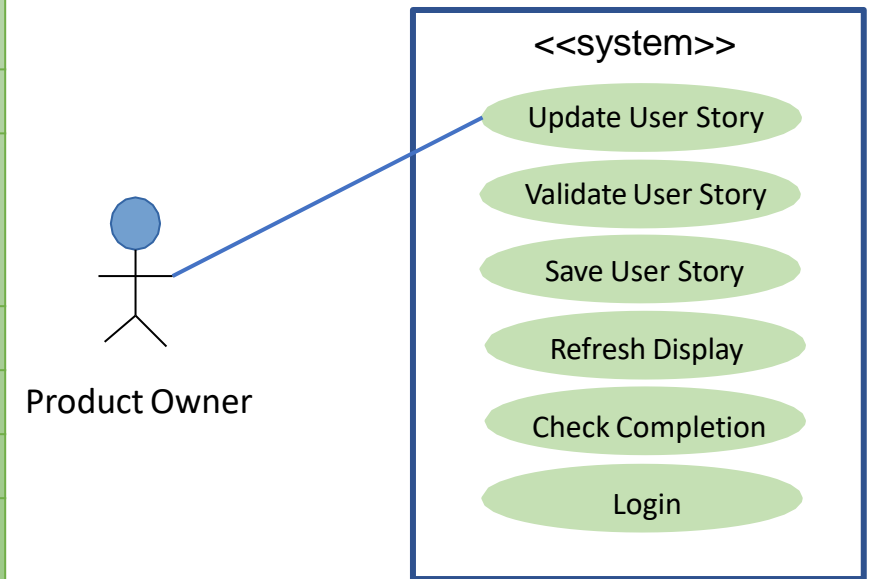 <<system>>
Update User Story
Validate User Story
Save User Story
Refresh Display
Product Owner
Check Completion
Login